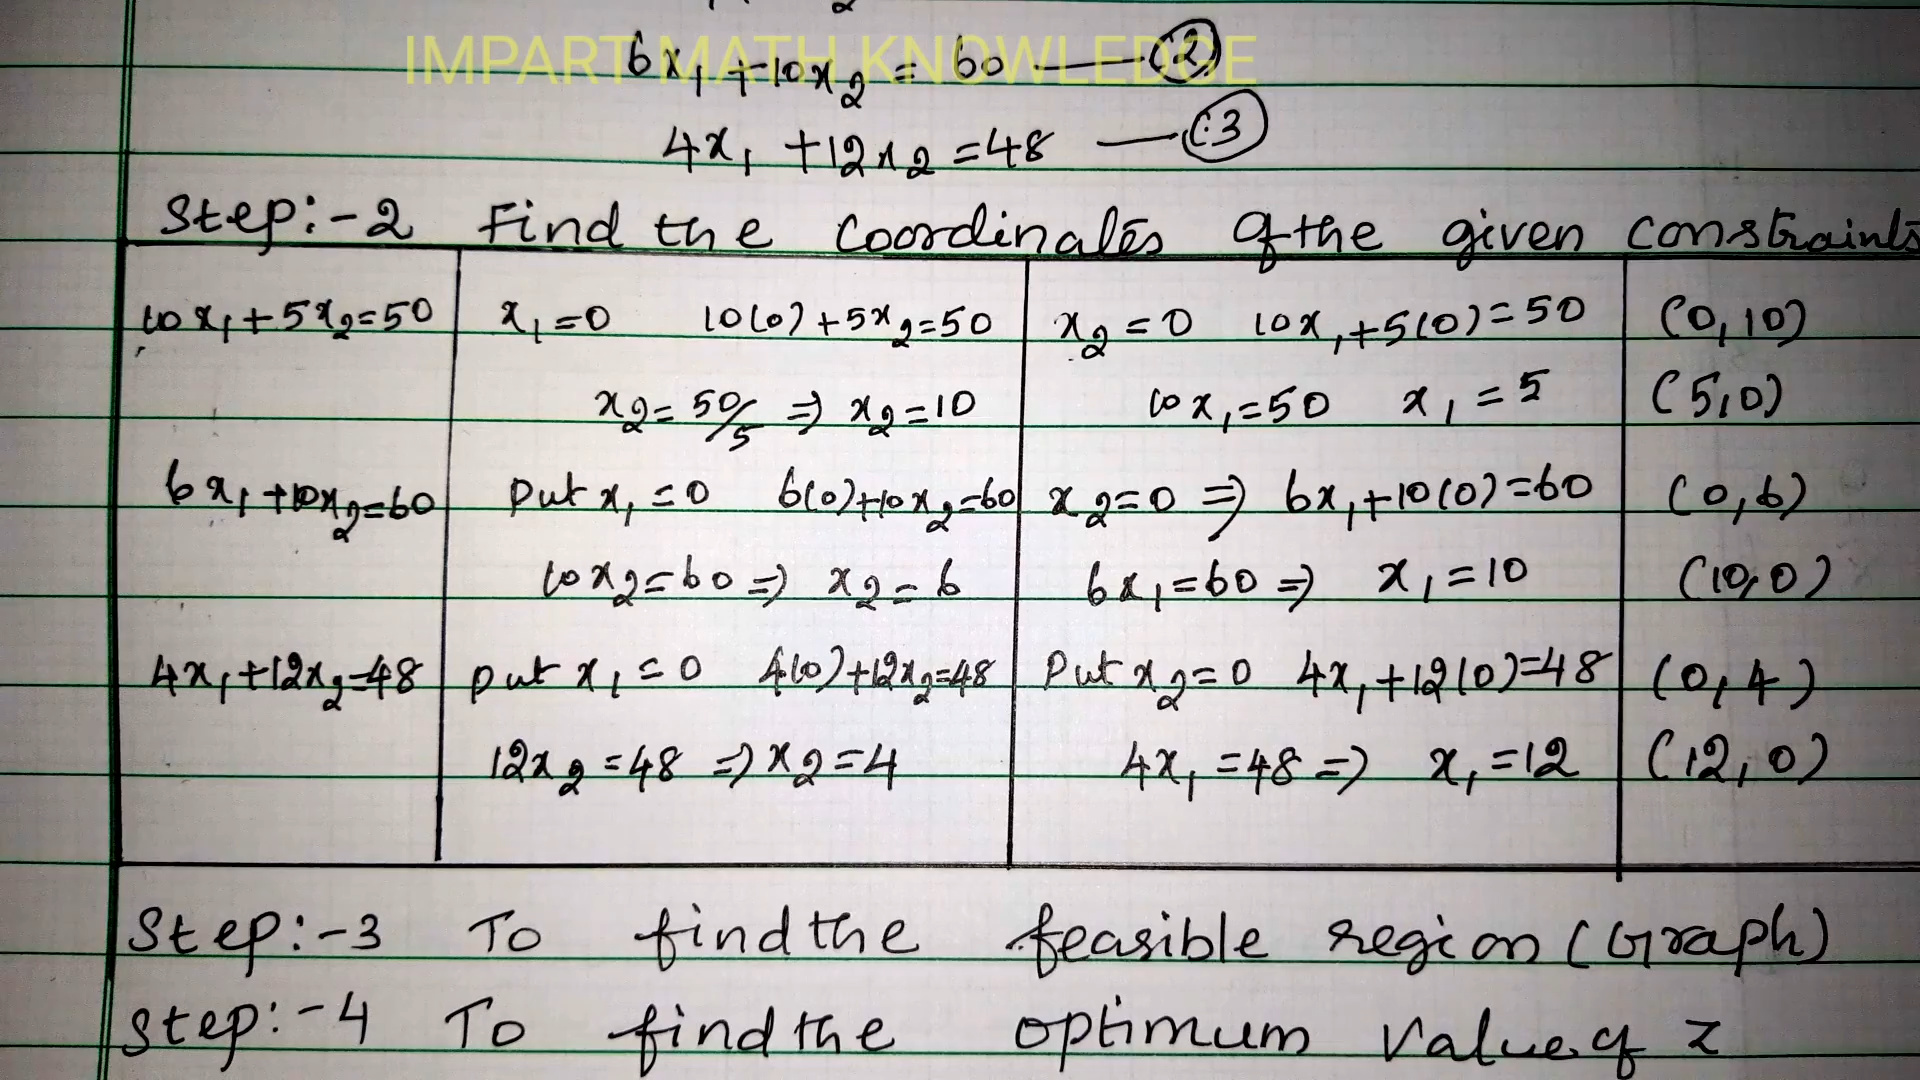 IMPART MATH KNOWLEDGE
6x₁ + 10x₂ = 60 — (2)
4x₁ + 12x₂ = 48 — (3)
Step:-2 Find the coordinates of the given constraints
10x₁ + 5x₂ = 50 x₁ = 0 10(0) + 5x₂ = 50 x₂ = 0 10x₁ + 5(0) = 50 (0,10)
x₂ = 50/5 ⇒ x₂ = 10 10x₁ = 50 x₁ = 5 (5,0)
6x₁ + 10x₂ = 60 Put x₁ = 0 6(0) + 10x₂ = 60 x₂ = 0 ⇒ 6x₁ + 10(0) = 60 (0,6)
10x₂ = 60 ⇒ x₂ = 6 6x₁ = 60 ⇒ x₁ = 10 (10,0)
4x₁ + 12x₂ = 48 put x₁ = 0 4(0) + 12x₂ = 48 Put x₂ = 0 4x₁ + 12(0) = 48 (0,4)
12x₂ = 48 ⇒ x₂ = 4 4x₁ = 48 ⇒ x₁ = 12 (12,0)
Step:-3 To find the feasible region (Graph)
Step:-4 To find the optimum value of z